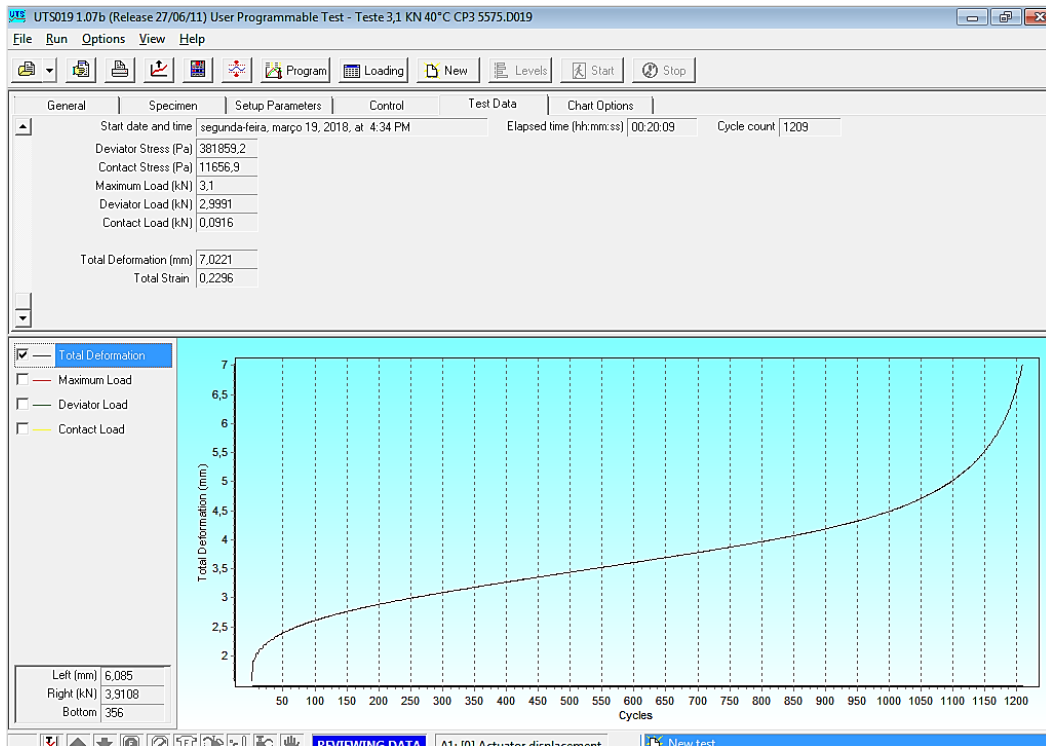 UTS019 1.07b (Release 27/06/11) User Programmable Test - Teste 3,1 KN 40°C CP3 5575.D019
File Run Options View Help
Program Loading New Levels Start Stop
General Specimen Setup Parameters Control Test Data Chart Options
Start date and time segunda-feira, março 19, 2018, at 4:34 PM Elapsed time (hh:mm:ss) 00:20:09 Cycle count 1209
Deviator Stress (Pa) 381859,2
Contact Stress (Pa) 11656,9
Maximum Load (kN) 3,1
Deviator Load (kN) 2,9991
Contact Load (kN) 0,0916
Total Deformation (mm) 7,0221
Total Strain 0,2296
Total Deformation
Maximum Load
Deviator Load
Contact Load
Left (mm) 6,085
Right (kN) 3,9108
Bottom 356
Total Deformation (mm)
7
6,5
6
5,5
5
4,5
4
3,5
3
2,5
2
50 100 150 200 250 300 350 400 450 500 550 600 650 700 750 800 850 900 950 1000 1050 1100 1150 1200
Cycles
REVIEWING DATA A1: [0] Actuator displacement New test